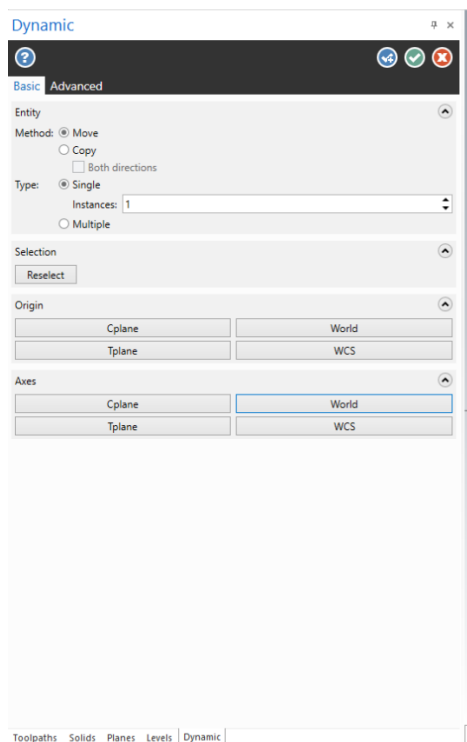 Dynamic
Basic Advanced
Entity
Method: Move
Copy
Both directions
Type: Single
Instances: 1
Multiple
Selection
Reselect
Origin
Cplane World
Tplane WCS
Axes
Cplane World
Tplane WCS
Toolpaths Solids Planes Levels Dynamic